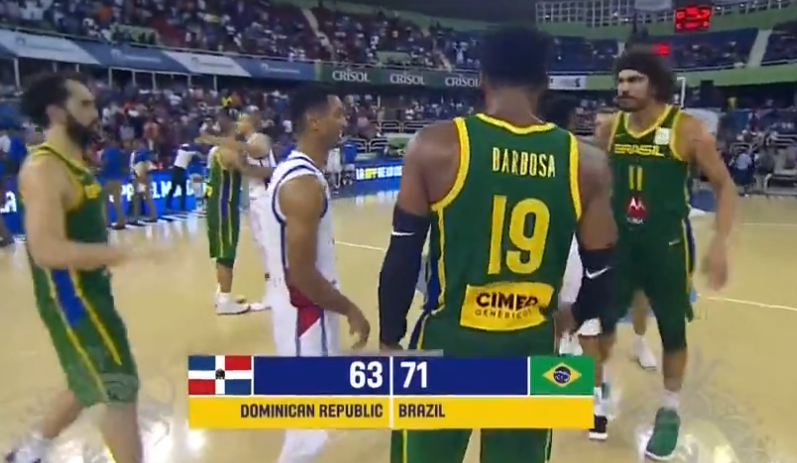 CRISOL CRISOL CRISOL
BARBOSA
19
CIMED
GENÉRICOS
BRASIL
11
63 71
DOMINICAN REPUBLIC BRAZIL